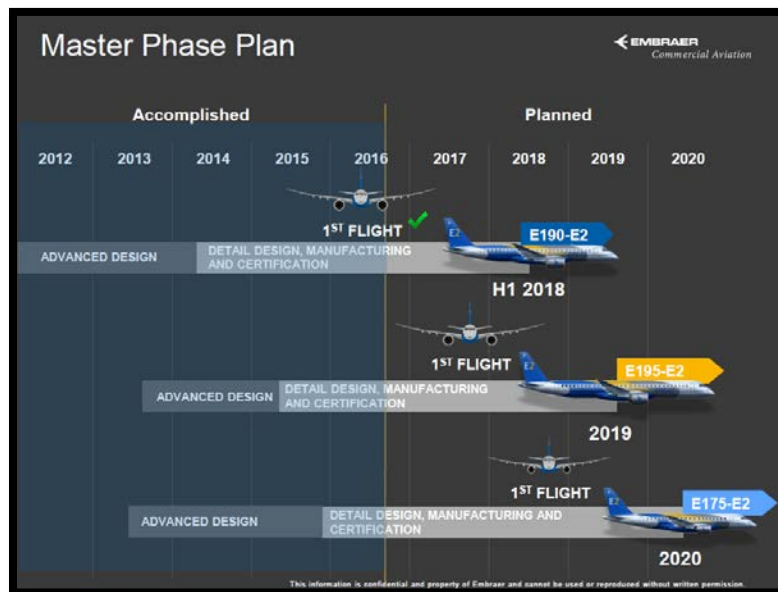 Master Phase Plan
EMBRAER
Commercial Aviation
Accomplished
Planned
2012 2013 2014 2015 2016 2017 2018 2019 2020
1ST FLIGHT
E190-E2
E2
ADVANCED DESIGN
DETAIL DESIGN, MANUFACTURING
AND CERTIFICATION
H1 2018
1ST FLIGHT
E195-E2
E2
ADVANCED DESIGN
DETAIL DESIGN, MANUFACTURING
AND CERTIFICATION
2019
1ST FLIGHT
E175-E2
E2
ADVANCED DESIGN
DETAIL DESIGN, MANUFACTURING AND
CERTIFICATION
2020
This information is confidential and property of Embraer and cannot be used or reproduced without written permission.